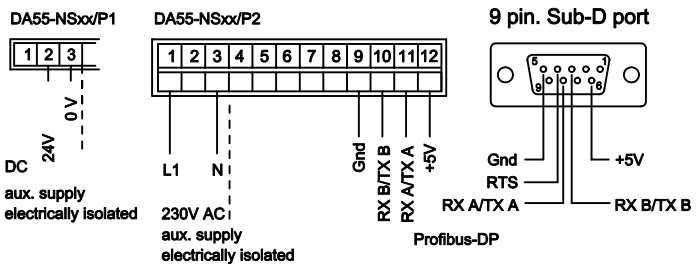 DA55-NSxx/P1
1 2 3
24V
0 V
DC
aux. supply
electrically isolated
DA55-NSxx/P2
1 2 3 4 5 6 7 8 9 10 11 12
L1
N
Gnd
RX B/TX B
RX A/TX A
+5V
230V AC
aux. supply
electrically isolated
9 pin. Sub-D port
5 1
9 6
Gnd
RTS
RX A/TX A
+5V
RX B/TX B
Profibus-DP